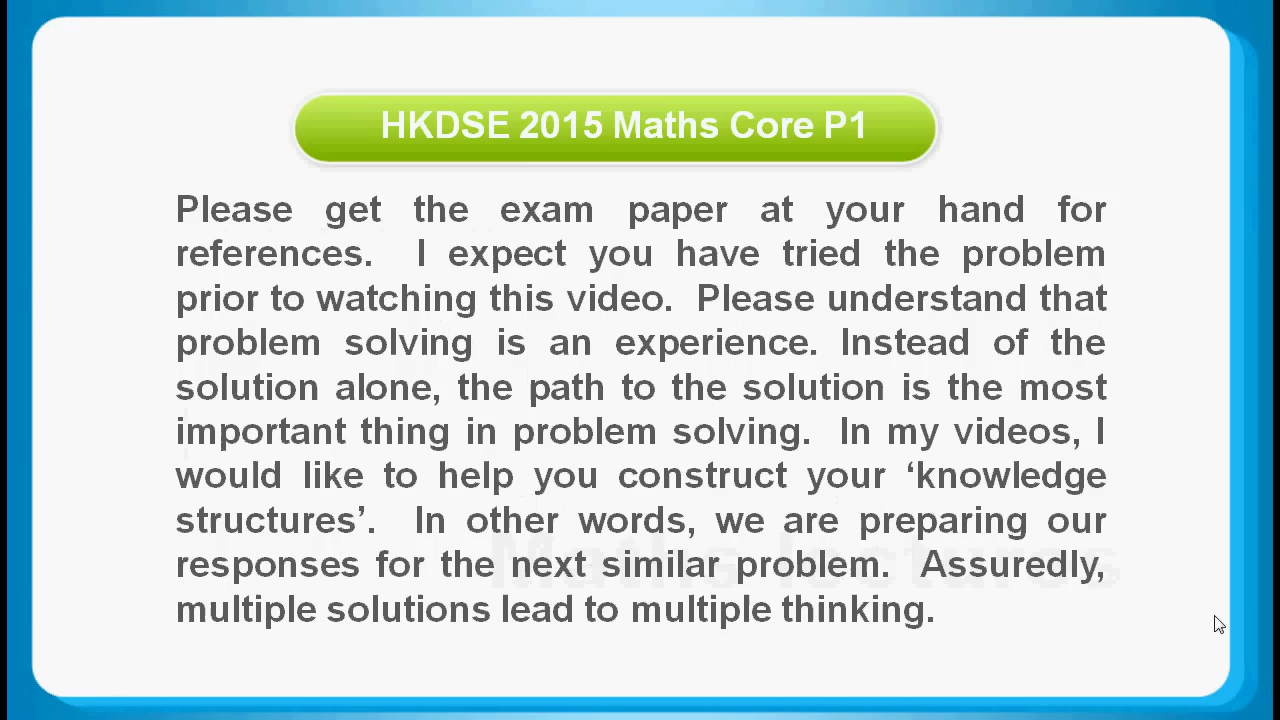 HKDSE 2015 Maths Core P1
Please get the exam paper at your hand for
references. I expect you have tried the problem
prior to watching this video. Please understand that
problem solving is an experience. Instead of the
solution alone, the path to the solution is the most
important thing in problem solving. In my videos, I
would like to help you construct your ‘knowledge
structures’. In other words, we are preparing our
responses for the next similar problem. Assuredly,
multiple solutions lead to multiple thinking.
Maths lectures